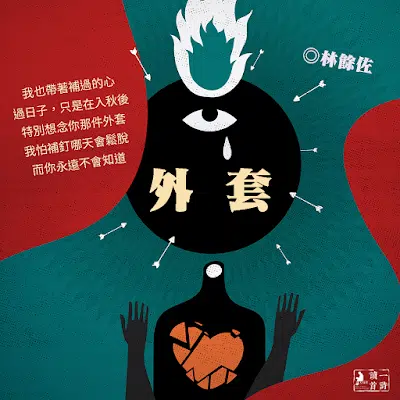 ◎林餘佐
我也帶著補過的心
過日子，只是在入秋後
特別想念你那件外套
我怕補釘哪天會鬆脫
而你永遠不會知道
外套
一詩
讀首